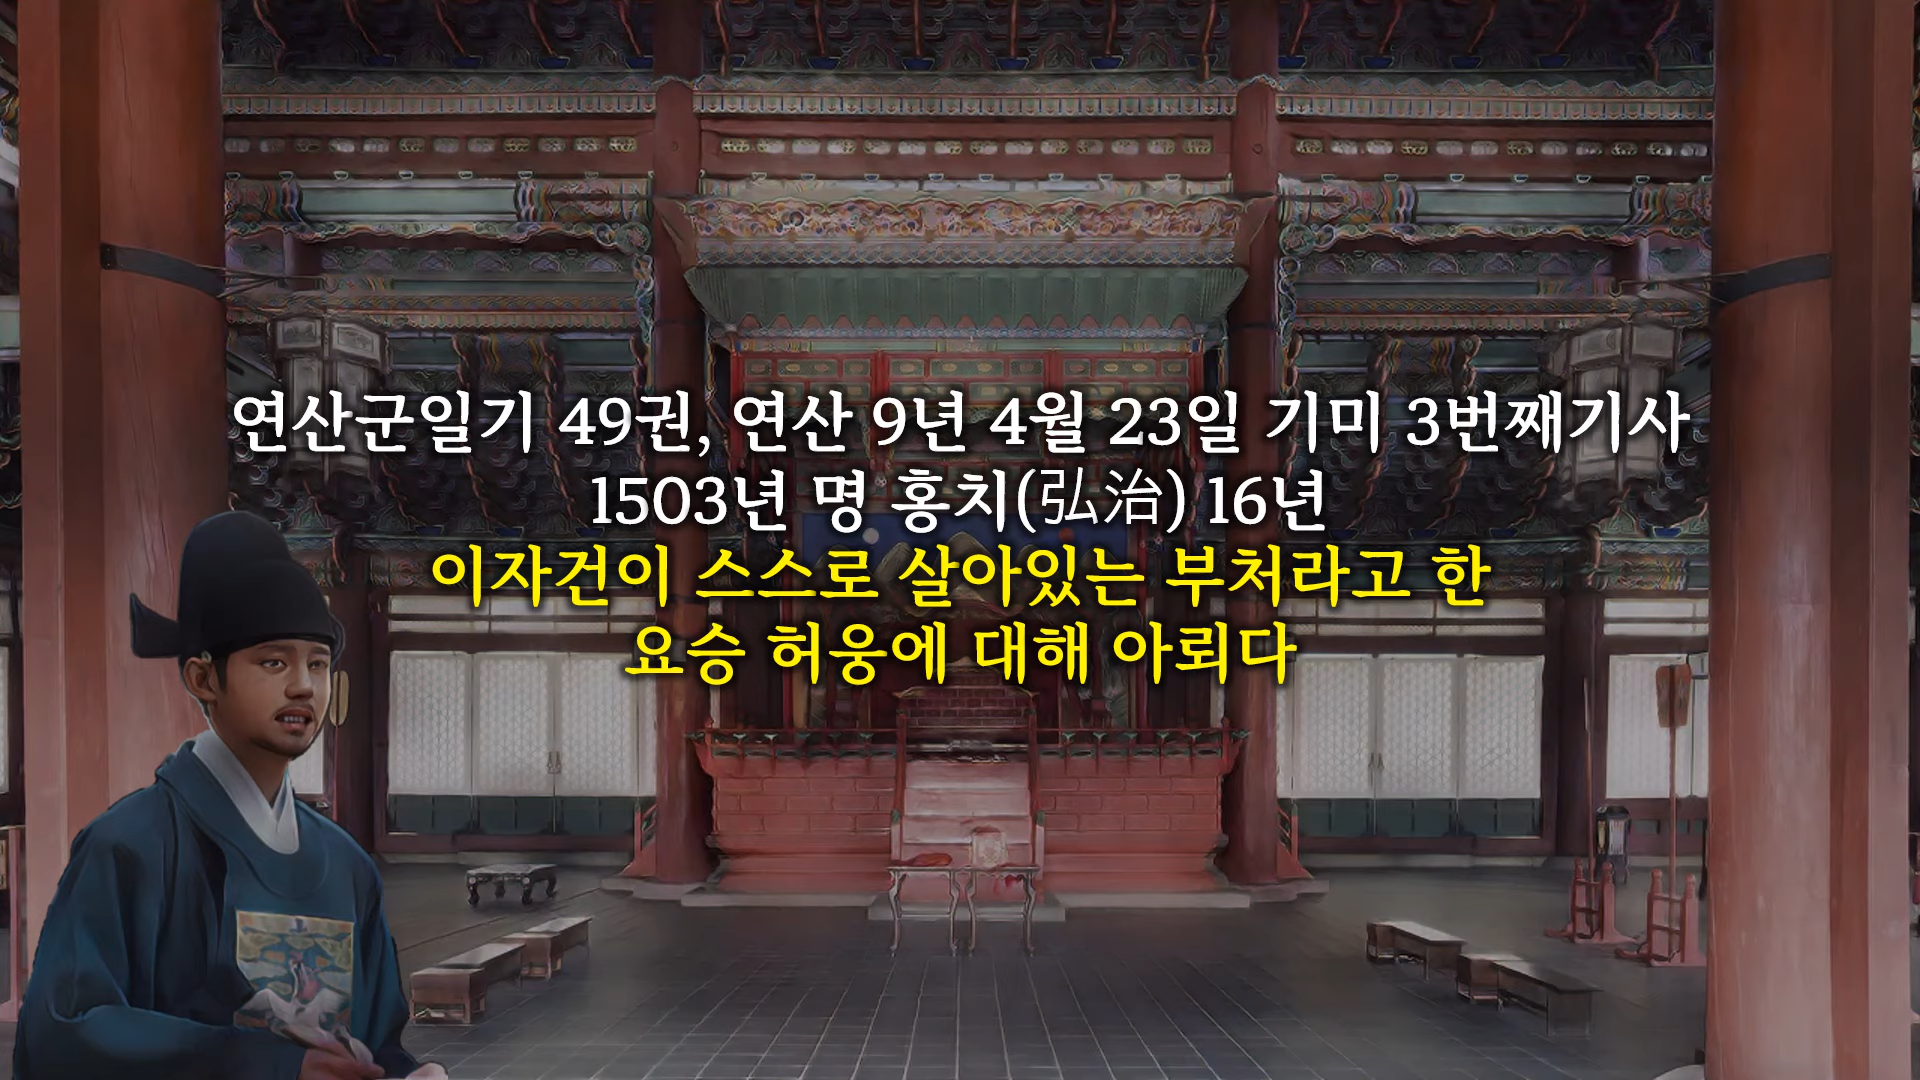 연산군일기 49권, 연산 9년 4월 23일 기미 3번째기사
1503년 명 홍치(弘治) 16년
이자건이 스스로 살아있는 부처라고 한
요승 허웅에 대해 아뢰다